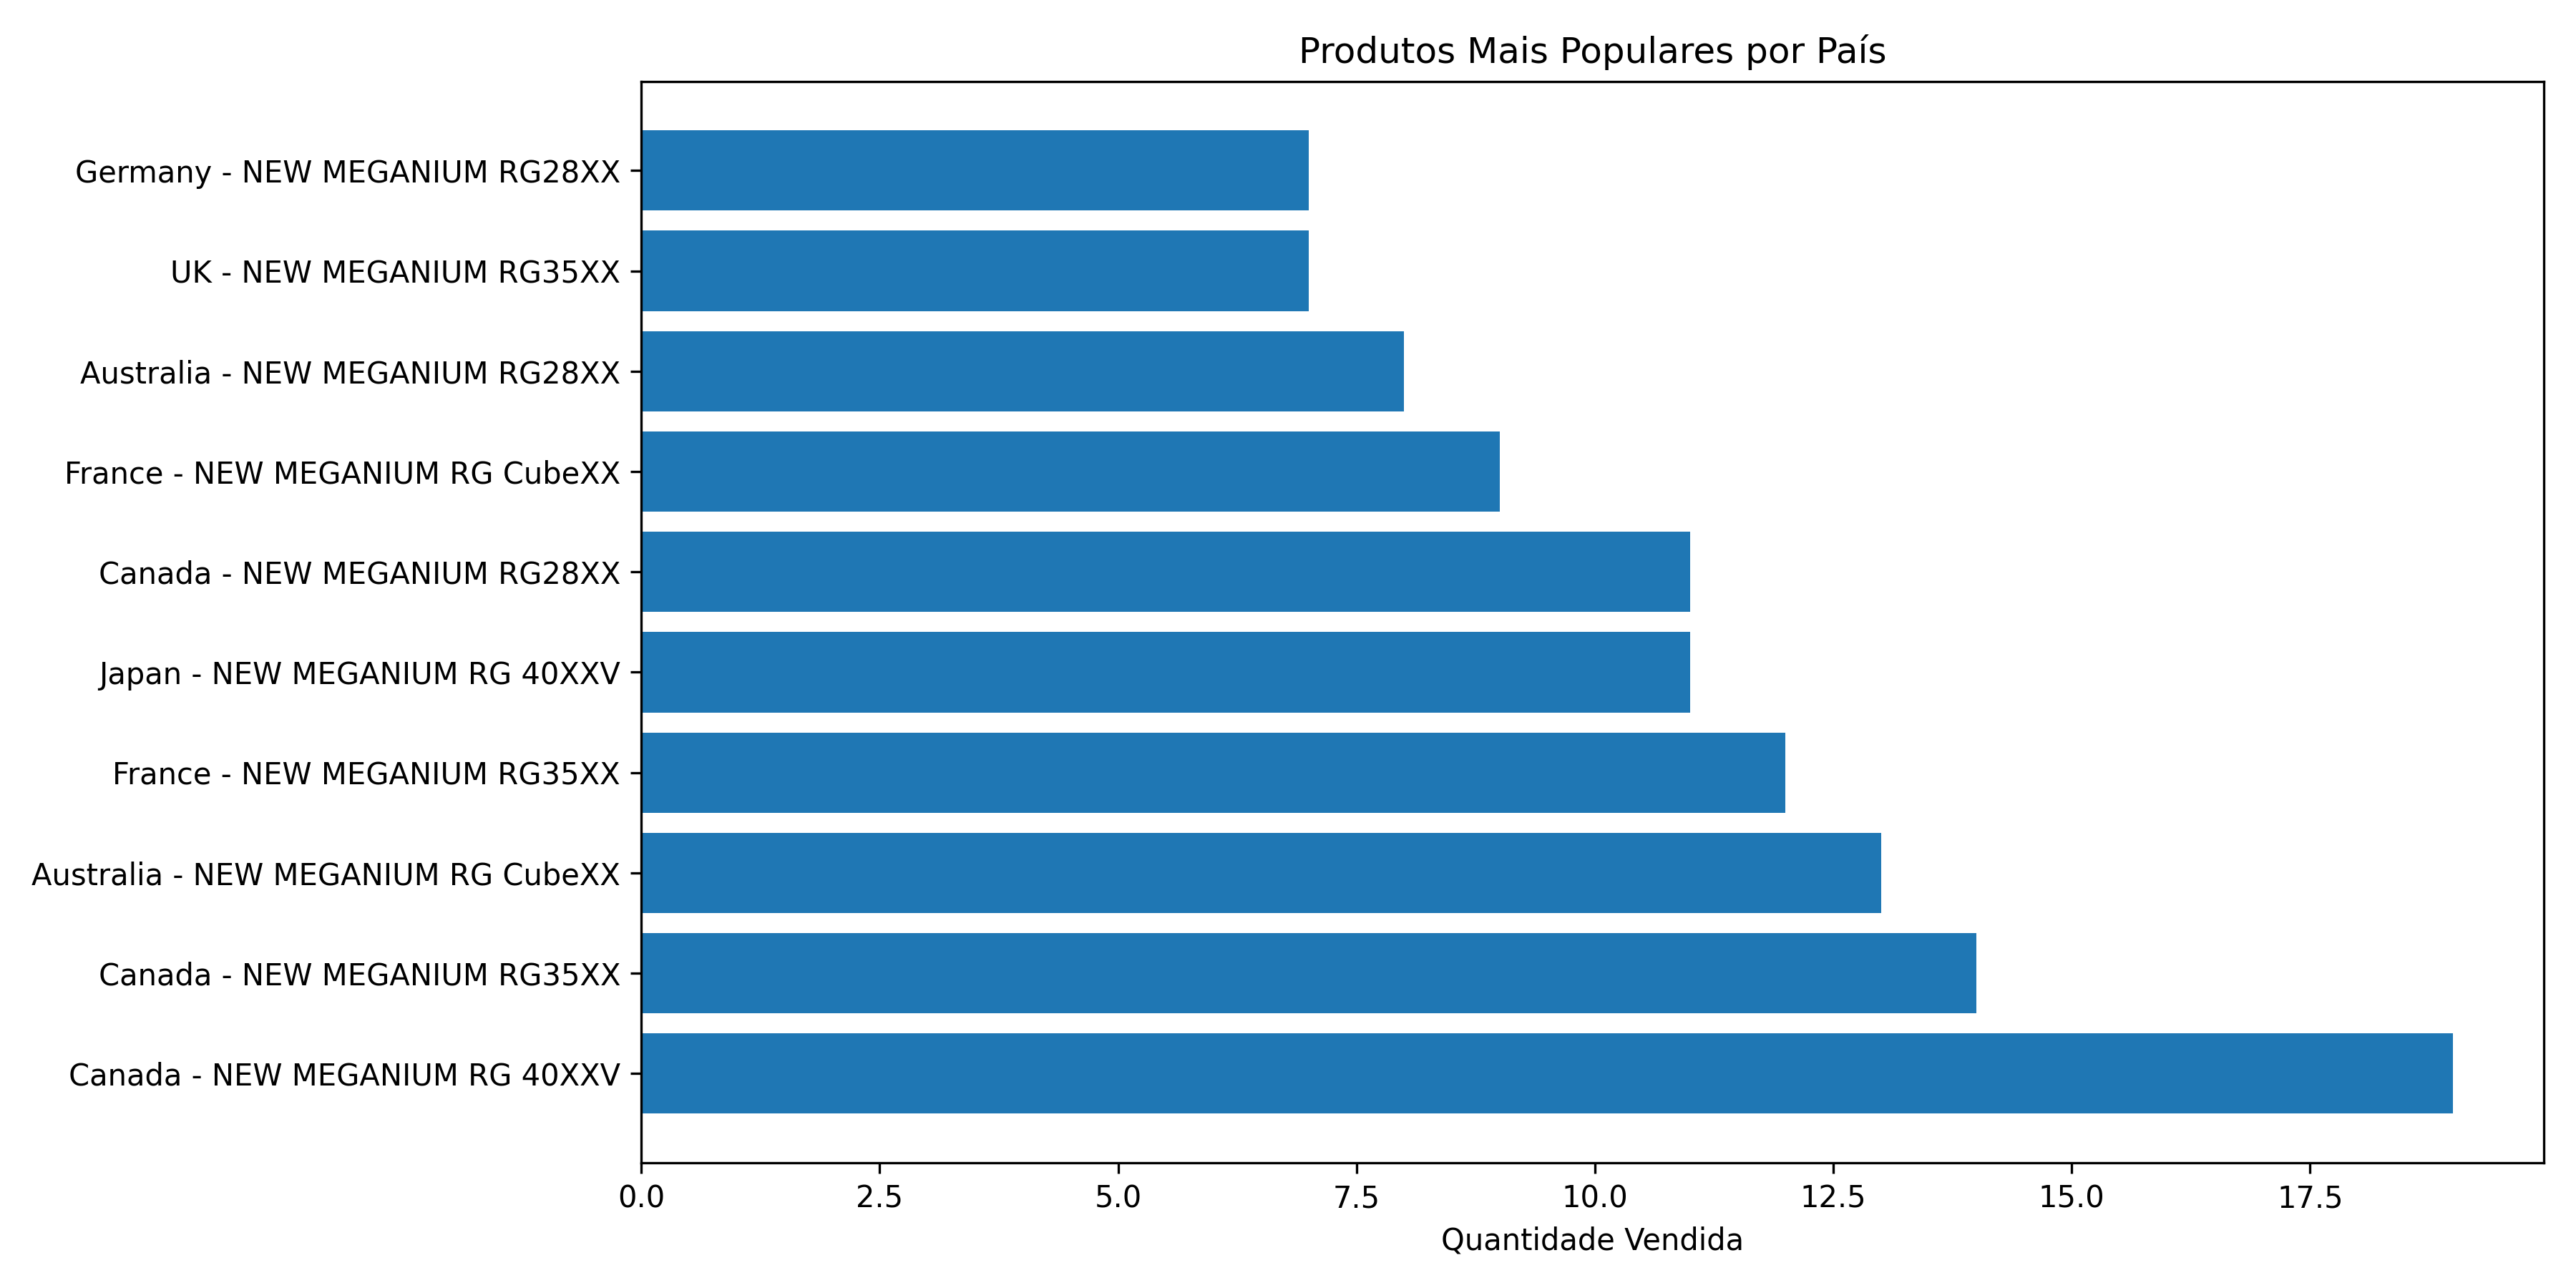 Produtos Mais Populares por País
Germany - NEW MEGANIUM RG28XX
UK - NEW MEGANIUM RG35XX
Australia - NEW MEGANIUM RG28XX
France - NEW MEGANIUM RG CubeXX
Canada - NEW MEGANIUM RG28XX
Japan - NEW MEGANIUM RG 40XXV
France - NEW MEGANIUM RG35XX
Australia - NEW MEGANIUM RG CubeXX
Canada - NEW MEGANIUM RG35XX
Canada - NEW MEGANIUM RG 40XXV
0.0 2.5 5.0 7.5 10.0 12.5 15.0 17.5
Quantidade Vendida